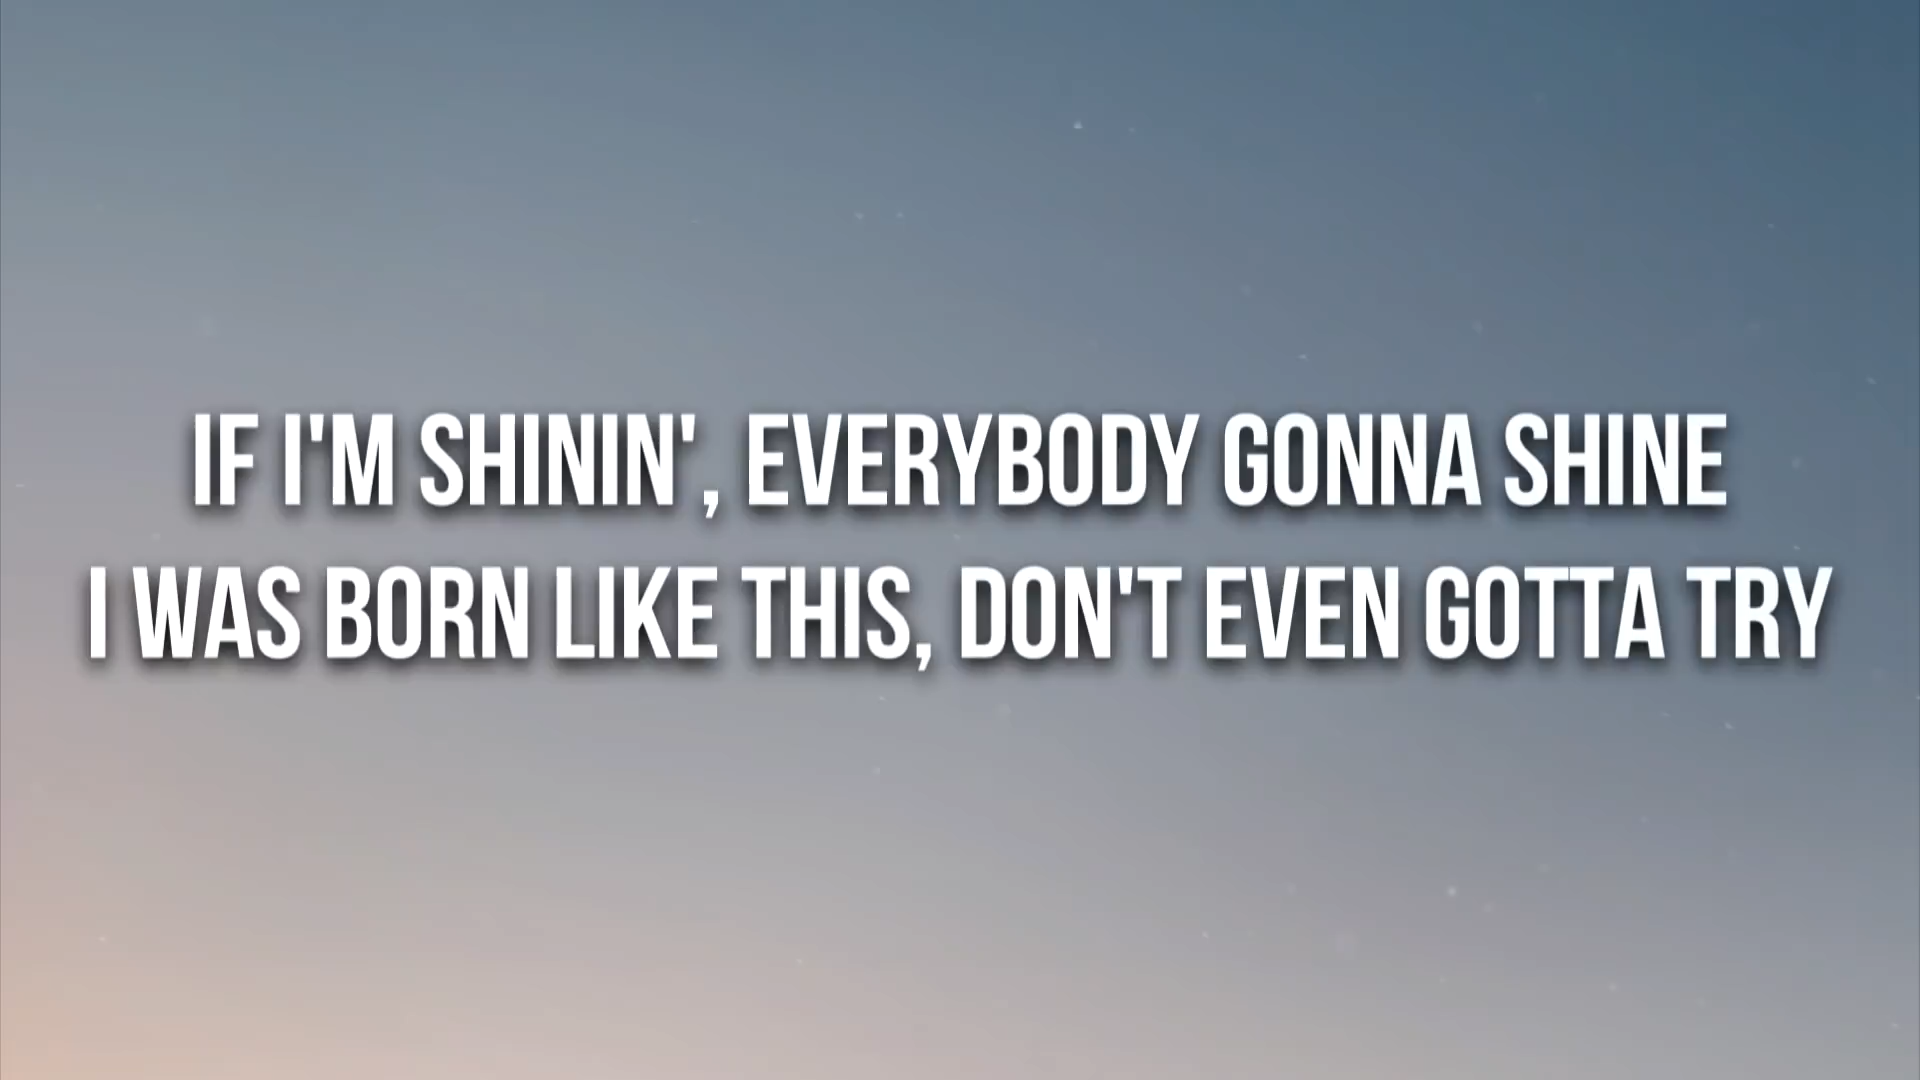 IF I'M SHININ', EVERYBODY GONNA SHINE
I WAS BORN LIKE THIS, DON'T EVEN GOTTA TRY